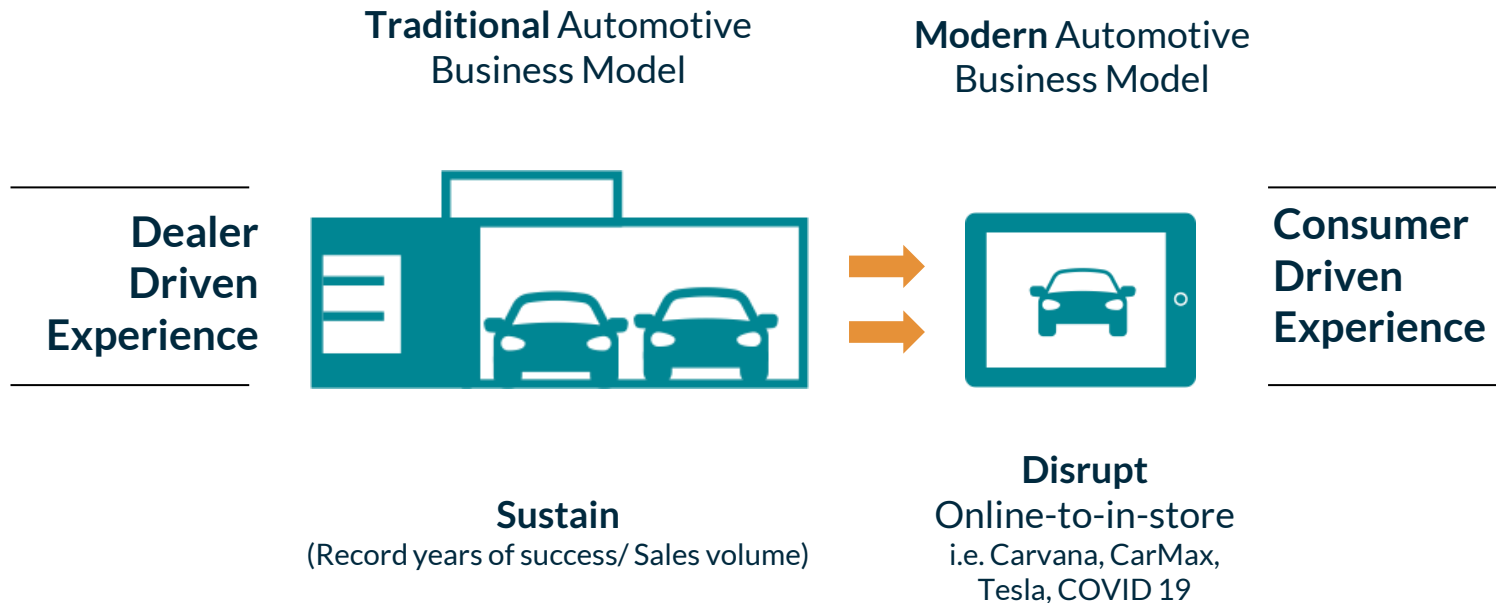 Traditional Automotive
Business Model
Modern Automotive
Business Model
Dealer
Driven
Experience
Consumer
Driven
Experience
Sustain
(Record years of success/ Sales volume)
Disrupt
Online-to-in-store
i.e. Carvana, CarMax,
Tesla, COVID 19